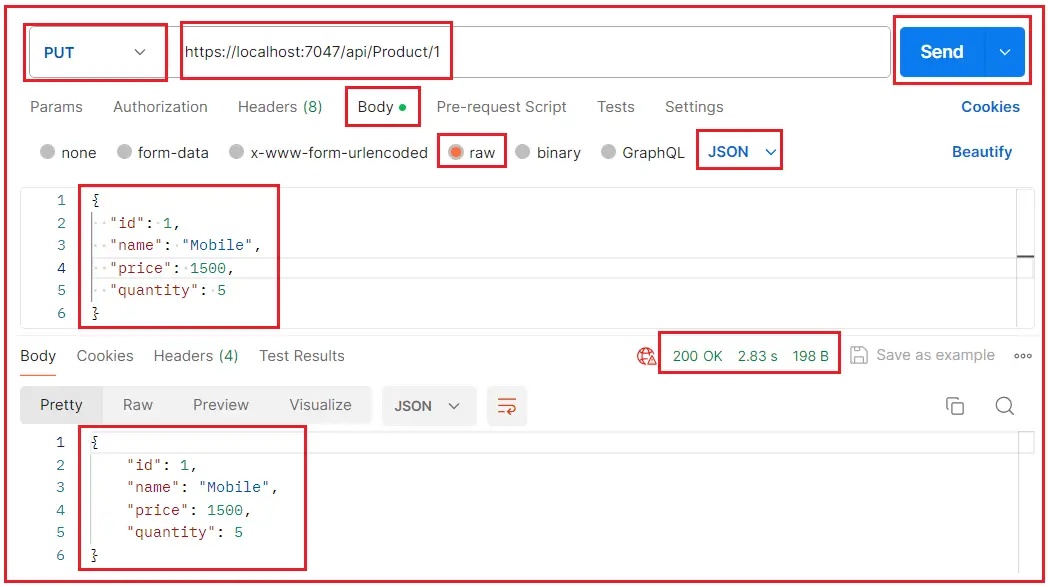 PUT https://localhost:7047/api/Product/1 Send
Params Authorization Headers (8) Body Pre-request Script Tests Settings Cookies
none form-data x-www-form-urlencoded raw binary GraphQL JSON Beautify
1 {
2 "id": 1,
3 "name": "Mobile",
4 "price": 1500,
5 "quantity": 5
6 }
Body Cookies Headers (4) Test Results 200 OK 2.83 s 198 B Save as example
Pretty Raw Preview Visualize JSON
1 {
2 "id": 1,
3 "name": "Mobile",
4 "price": 1500,
5 "quantity": 5
6 }